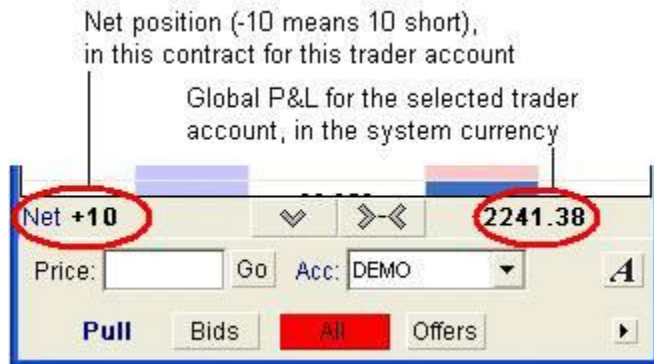 Net position (-10 means 10 short),
in this contract for this trader account
Global P&L for the selected trader
account, in the system currency
Net +10 2241.38
Price: Go Acc: DEMO A
Pull Bids All Offers